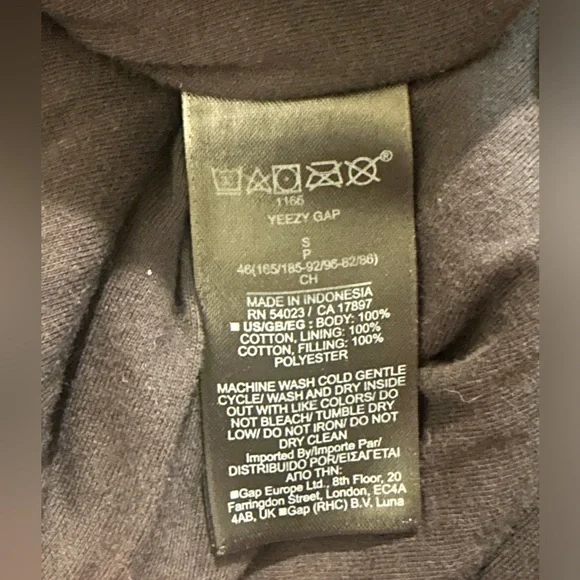 ®
1166
YEEZY GAP
S
P
46(165/185-92/96-82/86)
CH
MADE IN INDONESIA
RN 54023 / CA 17897
■US/GB/EG : BODY: 100%
COTTON, LINING: 100%
COTTON, FILLING: 100%
POLYESTER
MACHINE WASH COLD GENTLE
CYCLE/ WASH AND DRY INSIDE
OUT WITH LIKE COLORS/ DO
NOT BLEACH/ TUMBLE DRY
LOW/ DO NOT IRON/ DO NOT
DRY CLEAN
Imported By/Importe Par/
DISTRIBUIDO POR/ΕΙΣΑΓΕΤΑΙ
ΑΠΟ ΤΗΝ:
■Gap Europe Ltd., 8th Floor, 20
Farringdon Street, London, EC4A
4AB, UK ■Gap (RHC) B.V. Luna